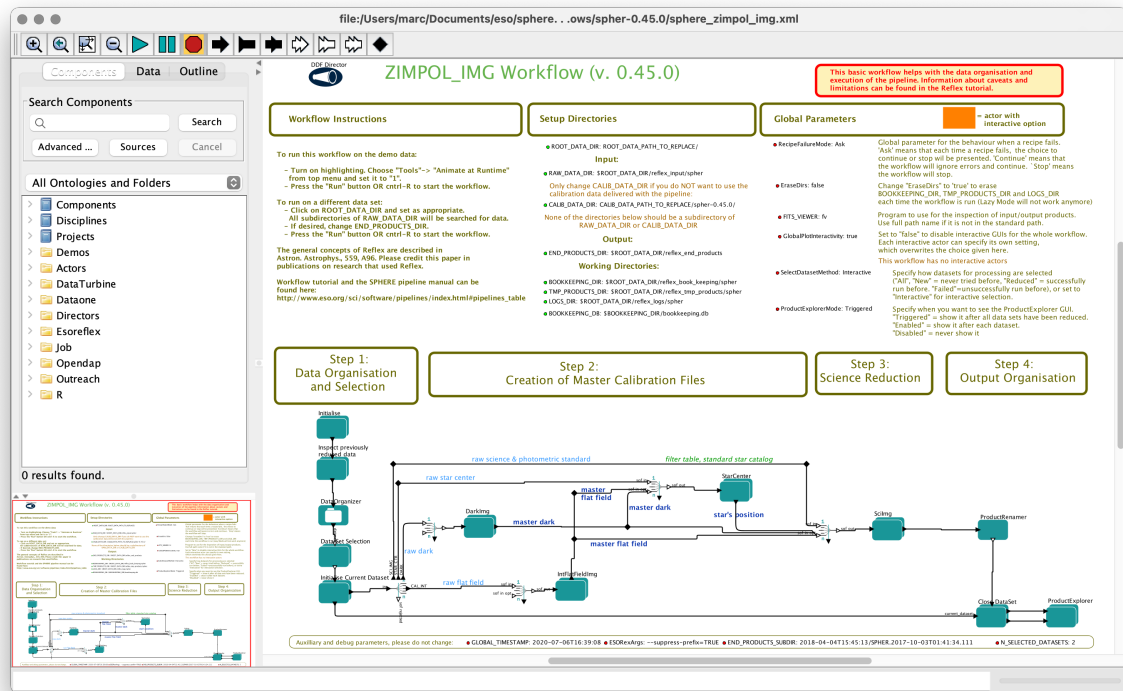 file:/Users/marc/Documents/eso/sphere. . .ows/spher-0.45.0/sphere_zimpol_img.xml
Components Data Outline
Search Components
Search
Advanced ... Sources Cancel
All Ontologies and Folders
Components
Disciplines
Projects
Demos
Actors
DataTurbine
Dataone
Directors
Esoreflex
Job
Opendap
Outreach
R
0 results found.
DDF Director
ZIMPOL_IMG Workflow (v. 0.45.0)
This basic workflow helps with the data organisation and
execution of the pipeline. Information about caveats and
limitations can be found in the Reflex tutorial.
Workflow Instructions
To run this workflow on the demo data:
- Turn on highlighting. Choose "Tools"-> "Animate at Runtime"
from top menu and set it to "1".
- Press the "Run" button OR cntrl-R to start the workflow.
To run on a different data set:
- Click on ROOT_DATA_DIR and set as appropriate.
All subdirectories of RAW_DATA_DIR will be searched for data.
- If desired, change END_PRODUCTS_DIR.
- Press the "Run" button OR cntrl-R to start the workflow.
The general concepts of Reflex are described in
Astron. Astrophys., 559, A96. Please credit this paper in
publications on research that used Reflex.
Workflow tutorial and the SPHERE pipeline manual can be
found here:
http://www.eso.org/sci/software/pipelines/index.html#pipelines_table
Setup Directories
ROOT_DATA_DIR: ROOT_DATA_PATH_TO_REPLACE/
Input:
RAW_DATA_DIR: $ROOT_DATA_DIR/reflex_input/spher
Only change CALIB_DATA_DIR if you do NOT want to use the
calibration data delivered with the pipeline:
CALIB_DATA_DIR: CALIB_DATA_PATH_TO_REPLACE/spher-0.45.0/
None of the directories below should be a subdirectory of
RAW_DATA_DIR or CALIB_DATA_DIR
Output:
END_PRODUCTS_DIR: $ROOT_DATA_DIR/reflex_end_products
Working Directories:
BOOKKEEPING_DIR: $ROOT_DATA_DIR/reflex_book_keeping/spher
TMP_PRODUCTS_DIR: $ROOT_DATA_DIR/reflex_tmp_products/spher
LOGS_DIR: $ROOT_DATA_DIR/reflex_logs/spher
BOOKKEEPING_DB: $BOOKKEEPING_DIR/bookkeeping.db
Global Parameters
= actor with
interactive option
RecipeFailureMode: Ask
Global parameter for the behaviour when a recipe fails.
'Ask' means that each time a recipe fails, the choice to
continue or stop wil be presented. 'Continue' means that
the workflow will ignore errors and continue. `Stop' means
the workflow will stop.
EraseDirs: false
Change "EraseDirs" to "true" to erase
BOOKKEEPING_DIR, TMP_PRODUCTS_DIR and LOGS_DIR
each time the workflow is run (Lazy Mode will not work anymore)
FITS_VIEWER: fv
Program to use for the inspection of input/output products.
Use full path name if it is not in the standard path.
GlobalPlotInteractivity: true
Set to "false" to disable interactive GUIs for the whole workflow.
Each interactive actor can specify its own setting,
which overwrites the choice given here.
This workflow has no interactive actors
SelectDatasetMethod: Interactive
Specify how datasets for processing are selected
("All", "New" = never tried before, "Reduced" = successfully
run before. "Failed"=unsuccessfully run before), or set to
"Interactive" for interactive selection.
ProductExplorerMode: Triggered
Specify when you want to see the ProductExplorer GUI.
"Triggered" = show it after all data sets have been reduced.
"Enabled" = show it after each dataset.
"Disabled" = never show it
Step 1:
Data Organisation
and Selection
Step 2:
Creation of Master Calibration Files
Step 3:
Science Reduction
Step 4:
Output Organisation
Initialise
Inspect previously
reduced data
DataOrganizer
DataSet Selection
Initialise Current Dataset
raw science & photometric standard
filter table, standard star catalog
raw star center
master
flat field
StarCenter
DarkImg
master dark
master dark
star's position
SciImg
ProductRenamer
raw dark
master flat field
IntFlatFieldImg
CAL_INT
raw flat field
Close DataSet
ProductExplorer
current_dataset
Auxilliary and debug parameters, please do not change: GLOBAL_TIMESTAMP: 2020-07-06T16:39:08 ESORexArgs: --suppress-prefix=TRUE END_PRODUCTS_SUBDIR: 2018-04-04T15:45:13/SPHER.2017-10-03T01:41:34.111 N_SELECTED_DATASETS: 2